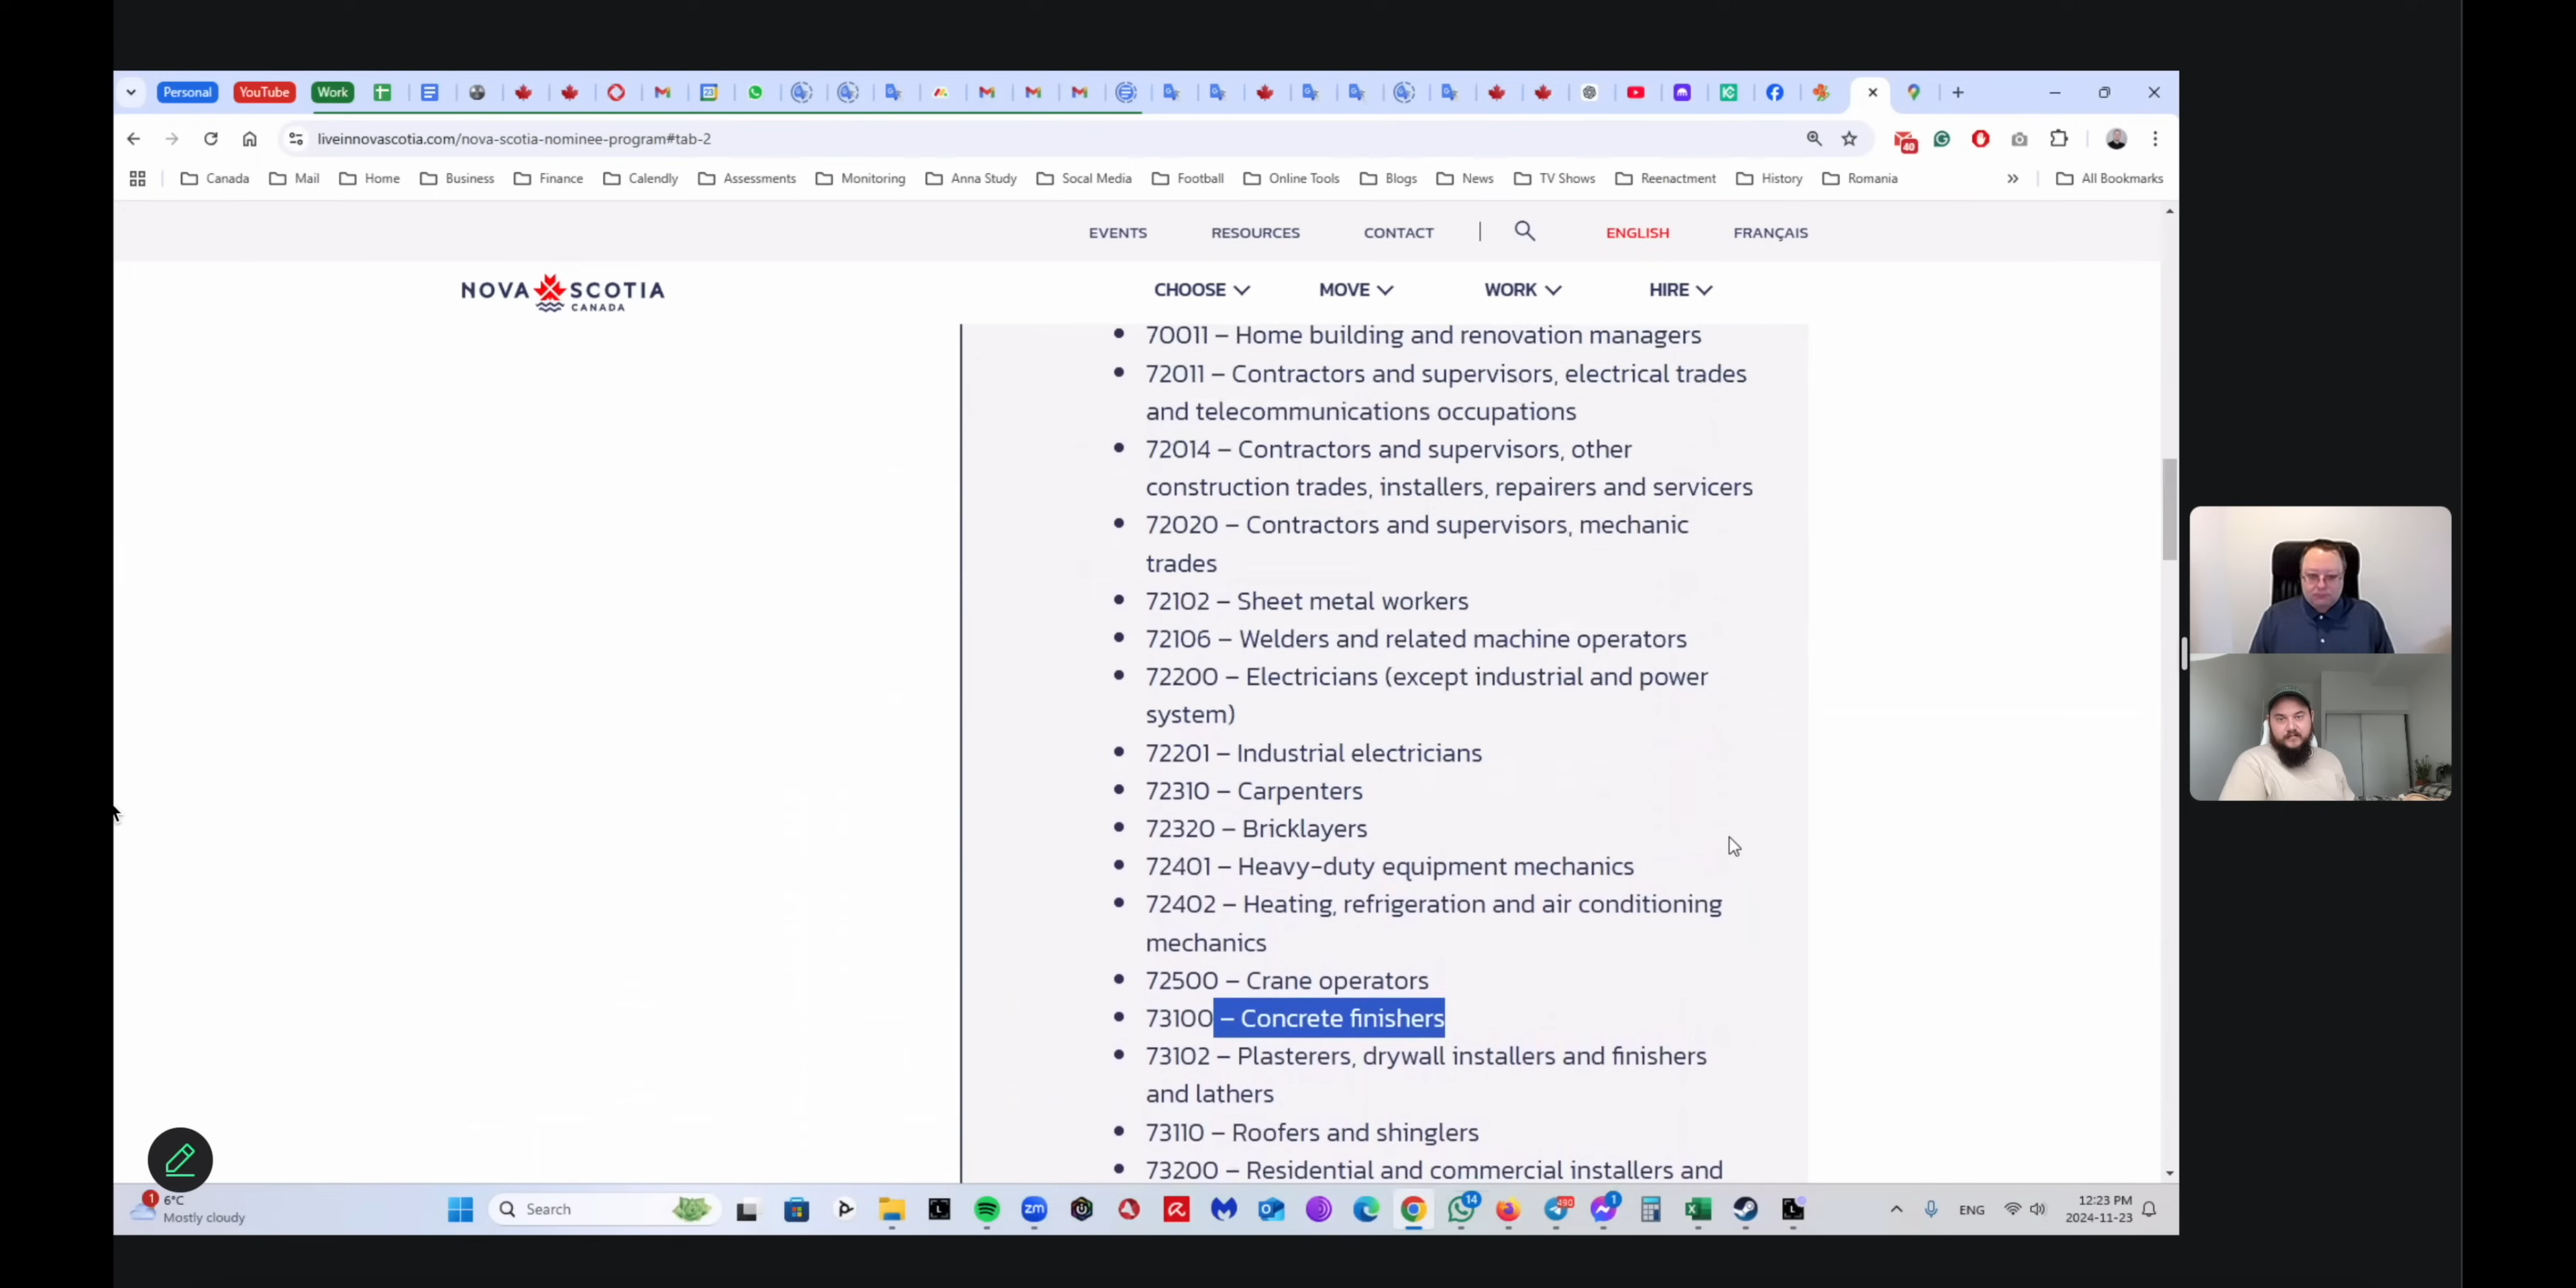 Personal YouTube Work
liveinnovascotia.com/nova-scotia-nominee-program#tab-2
40
Canada Mail Home Business Finance Calendly Assessments Monitoring Anna Study Socal Media Football Online Tools Blogs News TV Shows Reenactment History Romania All Bookmarks
EVENTS RESOURCES CONTACT ENGLISH FRANÇAIS
NOVA SCOTIA
CANADA
CHOOSE MOVE WORK HIRE
70011 – Home building and renovation managers
72011 – Contractors and supervisors, electrical trades
and telecommunications occupations
72014 – Contractors and supervisors, other
construction trades, installers, repairers and servicers
72020 – Contractors and supervisors, mechanic
trades
72102 – Sheet metal workers
72106 – Welders and related machine operators
72200 – Electricians (except industrial and power
system)
72201 – Industrial electricians
72310 – Carpenters
72320 – Bricklayers
72401 – Heavy-duty equipment mechanics
72402 – Heating, refrigeration and air conditioning
mechanics
72500 – Crane operators
73100 – Concrete finishers
73102 – Plasterers, drywall installers and finishers
and lathers
73110 – Roofers and shinglers
73200 – Residential and commercial installers and
1
6°C
Mostly cloudy
Search
zm
14
490
1
ENG
12:23 PM
2024-11-23